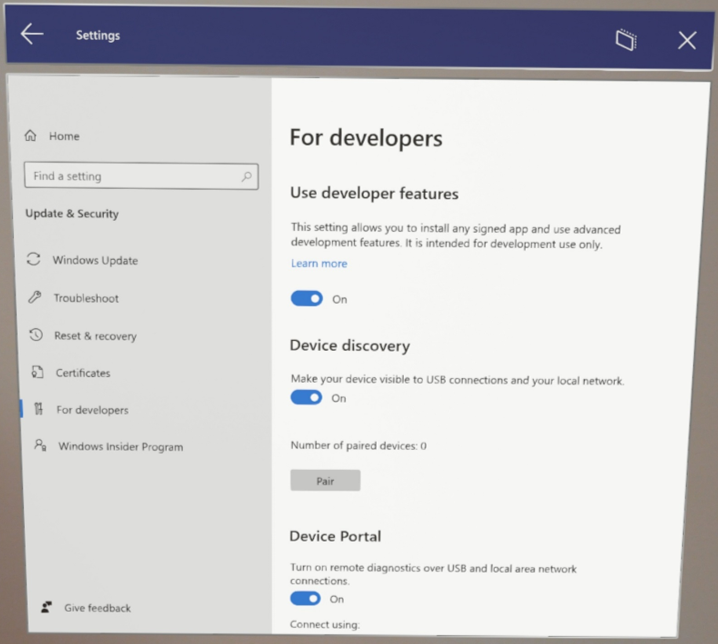 Settings
Home
Find a setting
Update & Security
Windows Update
Troubleshoot
Reset & recovery
Certificates
For developers
Windows Insider Program
Give feedback
For developers
Use developer features
This setting allows you to install any signed app and use advanced
development features. It is intended for development use only.
Learn more
On
Device discovery
Make your device visible to USB connections and your local network.
On
Number of paired devices: 0
Pair
Device Portal
Turn on remote diagnostics over USB and local area network
connections.
On
Connect using: